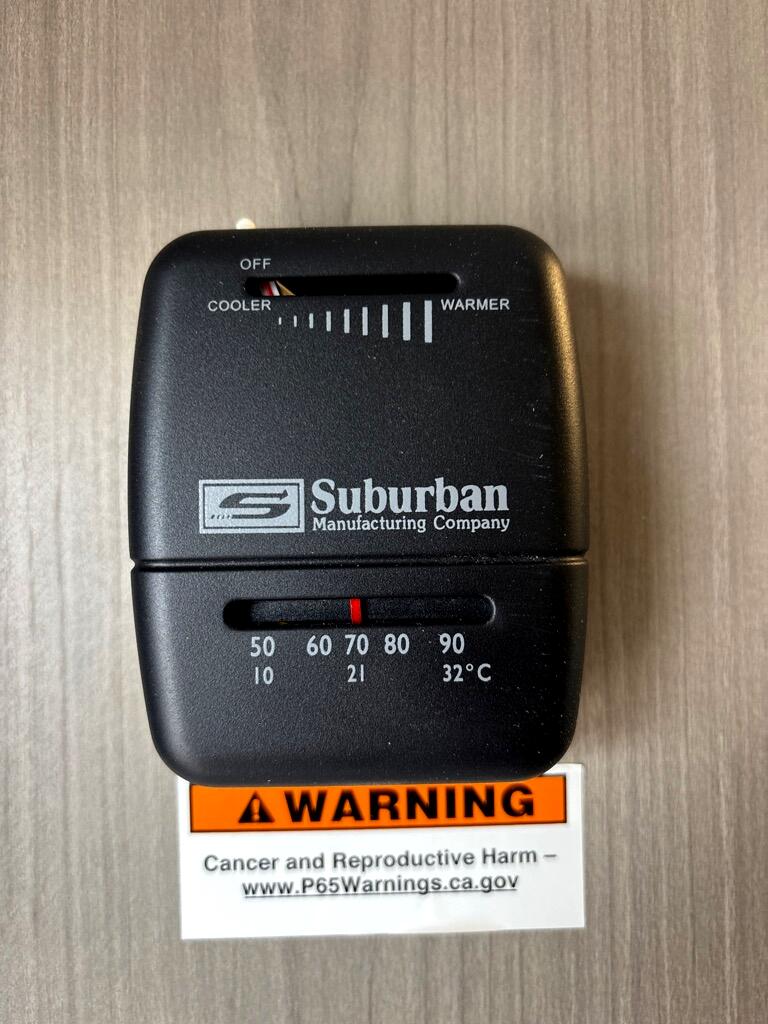 OFF
COOLER WARMER
Suburban
Manufacturing Company
50 60 70 80 90
10 21 32°C
WARNING
Cancer and Reproductive Harm –
www.P65Warnings.ca.gov